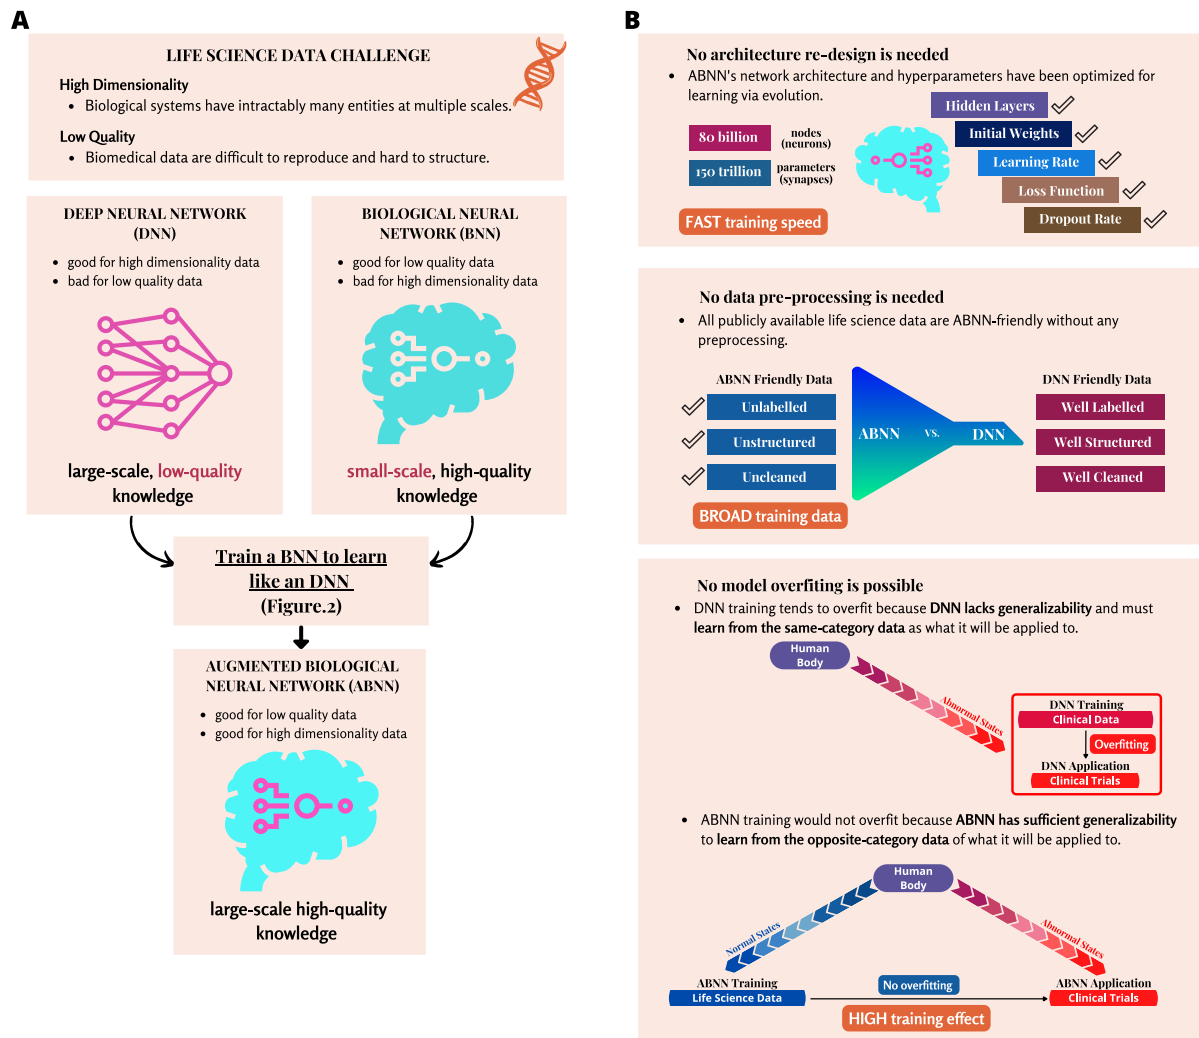 A
LIFE SCIENCE DATA CHALLENGE
High Dimensionality
• Biological systems have intractably many entities at multiple scales.
Low Quality
• Biomedical data are difficult to reproduce and hard to structure.
DEEP NEURAL NETWORK
(DNN)
• good for high dimensionality data
• bad for low quality data
large-scale, low-quality
knowledge
BIOLOGICAL NEURAL
NETWORK (BNN)
• good for low quality data
• bad for high dimensionality data
small-scale, high-quality
knowledge
Train a BNN to learn
like an DNN
(Figure.2)
AUGMENTED BIOLOGICAL
NEURAL NETWORK (ABNN)
• good for low quality data
• good for high dimensionality data
large-scale high-quality
knowledge
B
No architecture re-design is needed
• ABNN's network architecture and hyperparameters have been optimized for
learning via evolution.
80 billion
nodes
(neurons)
150 trillion
parameters
(synapses)
FAST training speed
Hidden Layers
Initial Weights
Learning Rate
Loss Function
Dropout Rate
No data pre-processing is needed
• All publicly available life science data are ABNN-friendly without any
preprocessing.
ABNN Friendly Data
Unlabelled
Unstructured
Uncleaned
BROAD training data
ABNN vs. DNN
DNN Friendly Data
Well Labelled
Well Structured
Well Cleaned
No model overfiting is possible
• DNN training tends to overfit because DNN lacks generalizability and must
learn from the same-category data as what it will be applied to.
Human
Body
Abnormal States
DNN Training
Clinical Data
Overfitting
DNN Application
Clinical Trials
• ABNN training would not overfit because ABNN has sufficient generalizability
to learn from the opposite-category data of what it will be applied to.
Human
Body
Normal States
Abnormal States
ABNN Training
Life Science Data
No overfitting
HIGH training effect
ABNN Application
Clinical Trials